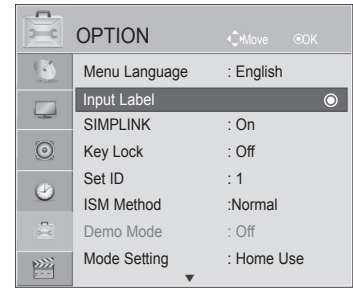 OPTION Move OK
Menu Language : English
Input Label
SIMPLINK : On
Key Lock : Off
Set ID : 1
ISM Method :Normal
Demo Mode : Off
Mode Setting : Home Use